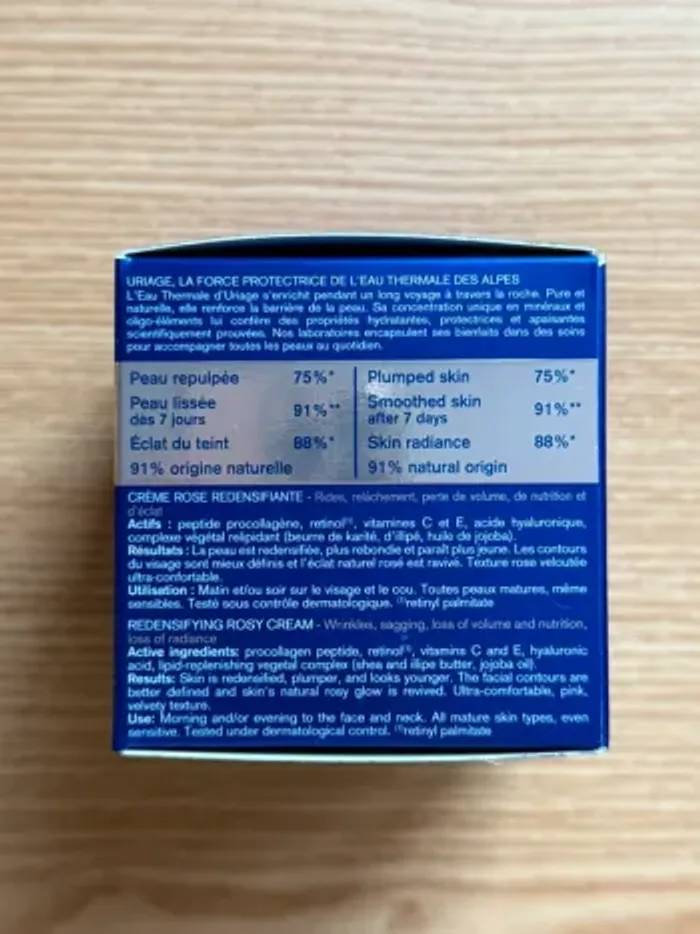 URIAGE, LA FORCE PROTECTRICE DE L'EAU THERMALE DES ALPES
L'Eau Thermale d'Uriage s'enrichit pendant un long voyage à travers la roche. Pure et
naturelle, elle renforce la barrière de la peau. Sa concentration unique en minéraux et
oligo-éléments lui confère des propriétés hydratantes, protectrices et apaisantes
scientifiquement prouvées. Nos laboratoires encapsulent ses bienfaits dans des soins
pour accompagner toutes les peaux au quotidien.
Peau repulpée 75%*
Peau lissée
dès 7 jours 91%**
Éclat du teint 88%*
91% origine naturelle
Plumped skin 75%*
Smoothed skin
after 7 days 91%**
Skin radiance 88%*
91% natural origin
CRÈME ROSE REDENSIFIANTE - Rides, relâchement, perte de volume, de nutrition et
d'éclat
Actifs : peptide procollagène, rétinol⁽¹⁾, vitamines C et E, acide hyaluronique,
complexe végétal relipidant (beurre de karité, d'illipé, huile de jojoba).
Résultats : La peau est redensifiée, plus rebondie et paraît plus jeune. Les contours
du visage sont mieux définis et l'éclat naturel rosé est ravivé. Texture rose veloutée
ultra-confortable.
Utilisation : Matin et/ou soir sur le visage et le cou. Toutes peaux matures, même
sensibles. Testé sous contrôle dermatologique. ⁽¹⁾retinyl palmitate
REDENSIFYING ROSY CREAM - Wrinkles, sagging, loss of volume and nutrition,
loss of radiance
Active ingredients: procollagen peptide, retinol⁽¹⁾, vitamins C and E, hyaluronic
acid, lipid-replenishing vegetal complex (shea and illipe butter, jojoba oil).
Results: Skin is redensified, plumper, and looks younger. The facial contours are
better defined and skin's natural rosy glow is revived. Ultra-comfortable, pink,
velvety texture.
Use: Morning and/or evening to the face and neck. All mature skin types, even
sensitive. Tested under dermatological control. ⁽¹⁾retinyl palmitate